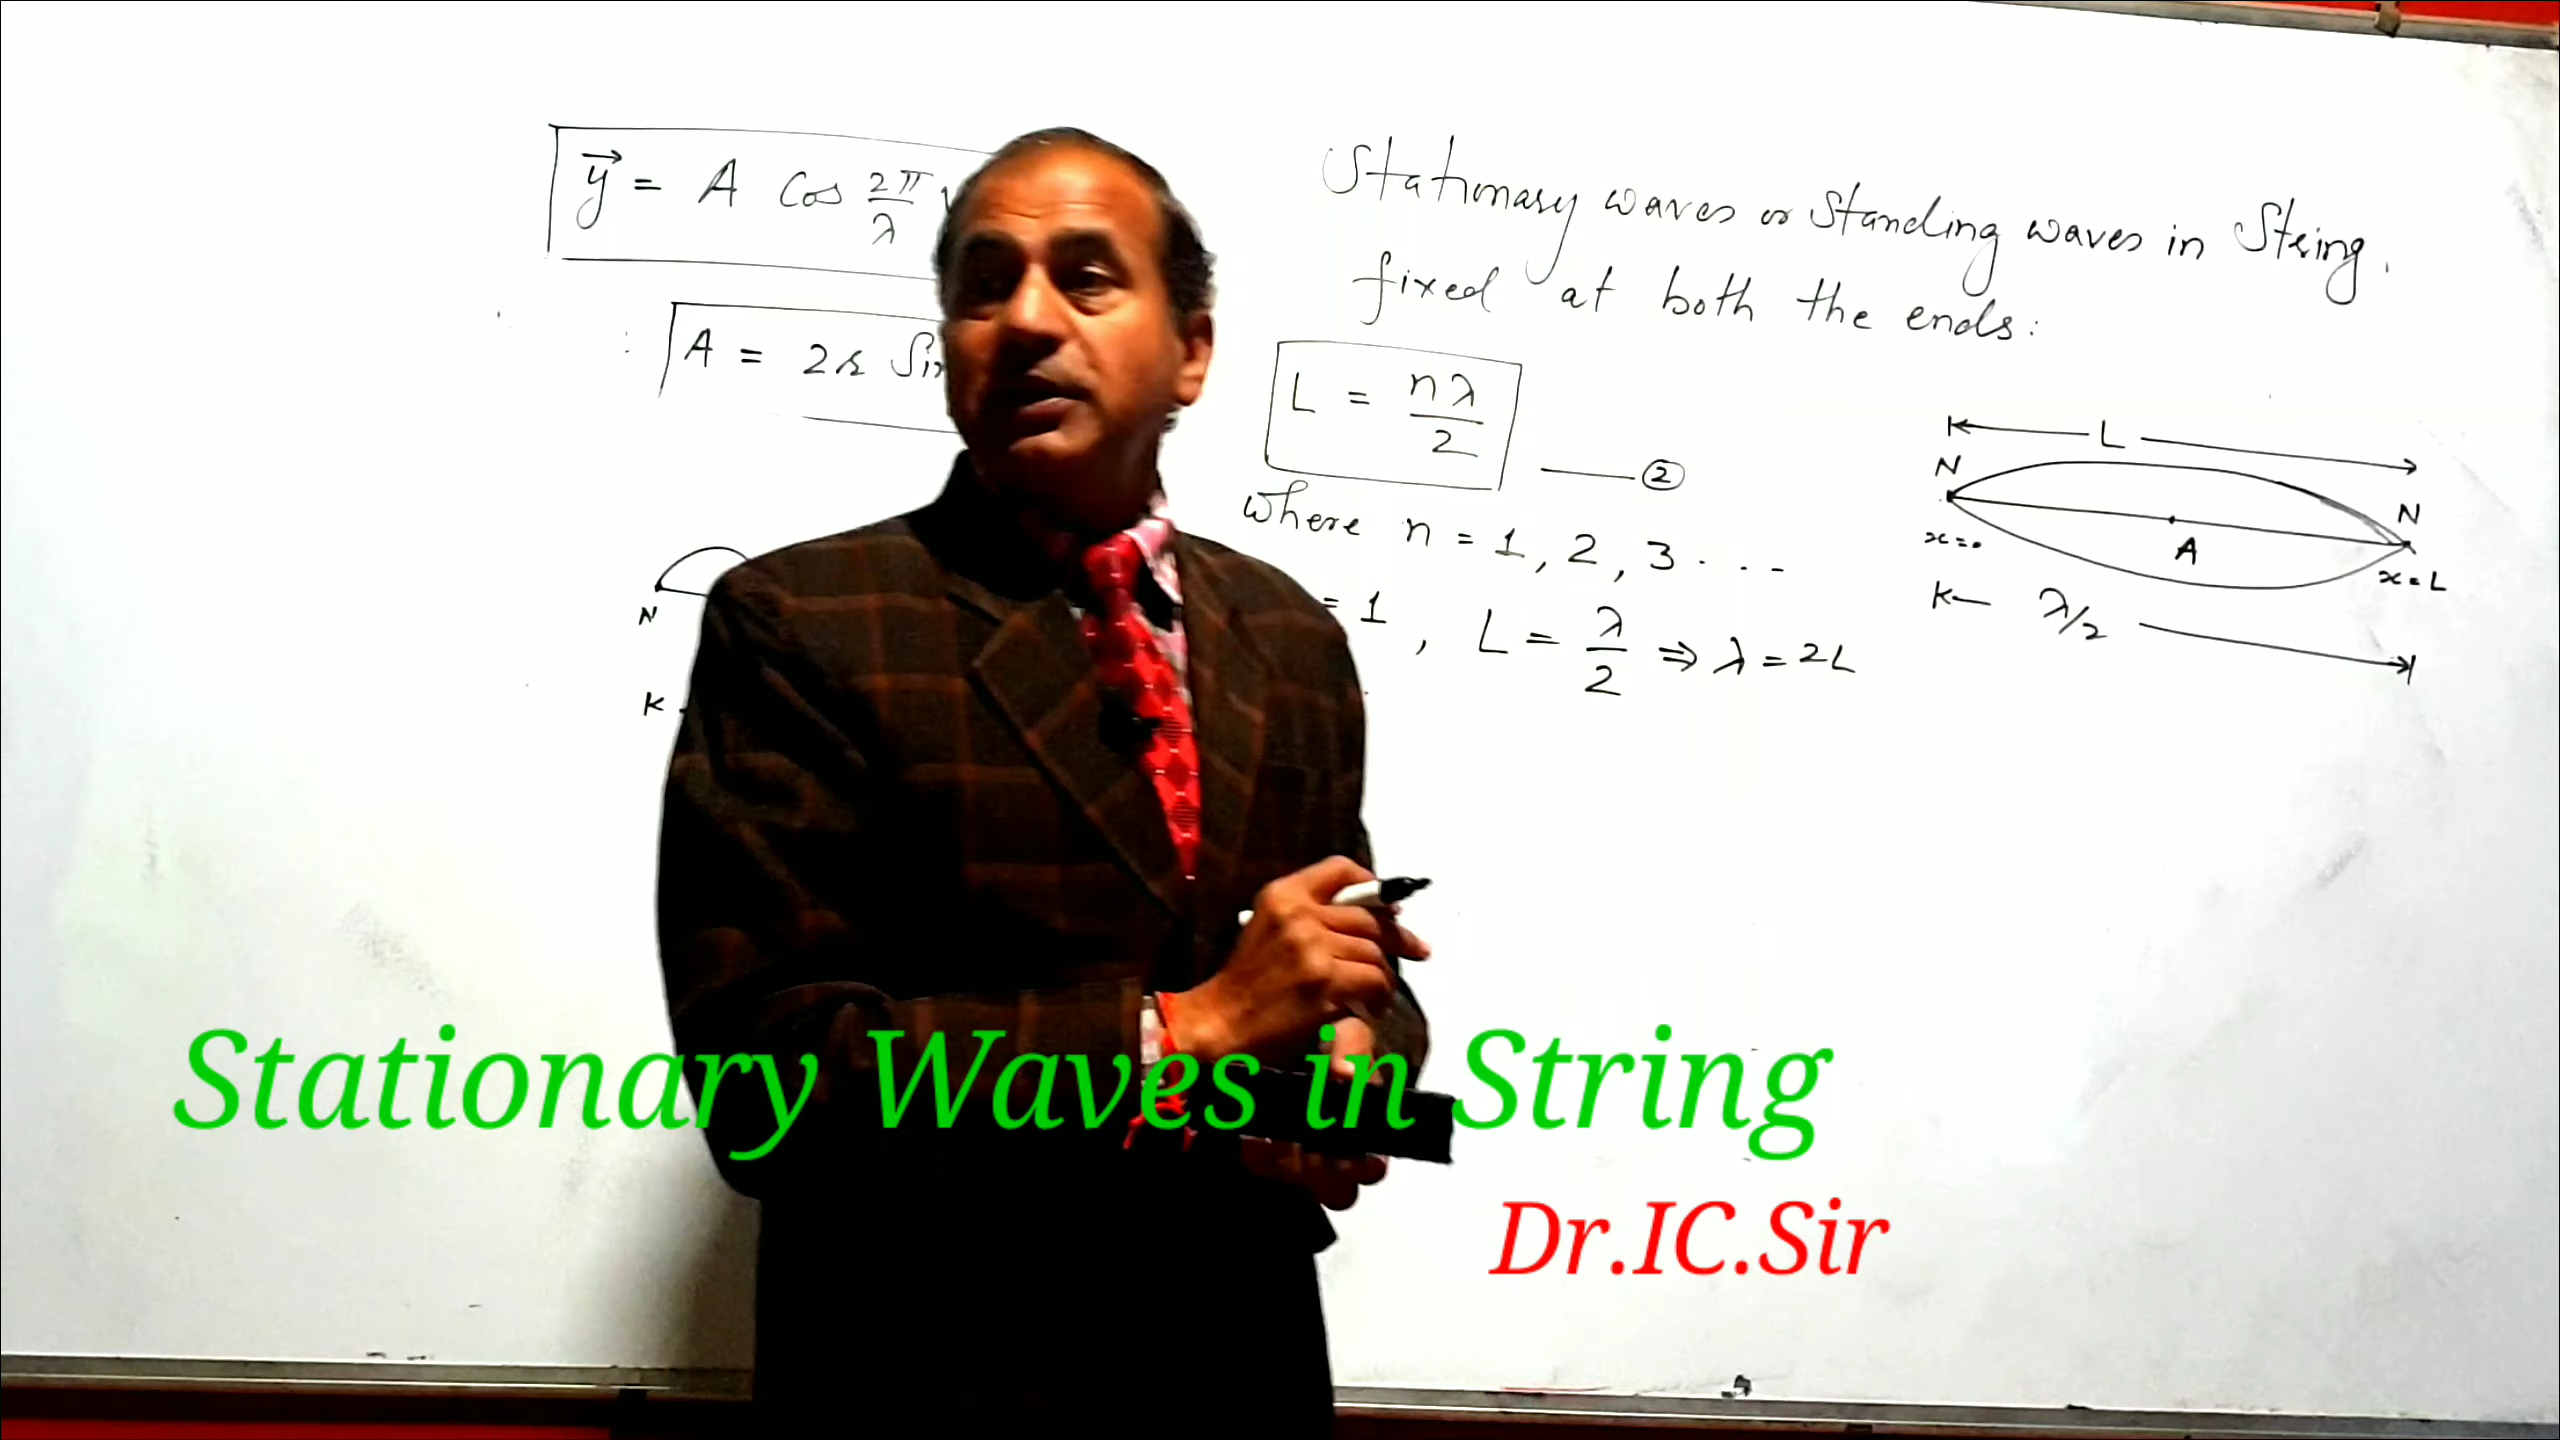 y⃗ = A Cos 2π/λ
∴ A = 2r Sin
N
K
Stationary waves or Standing waves in String.
fixed at both the ends:
L = nλ/2 —— ②
where n = 1, 2, 3 . . .
= 1, L = λ/2 ⇒ λ = 2L
L
N
N
x=0
A
x=L
K— λ/2
Stationary Waves in String
Dr.IC.Sir